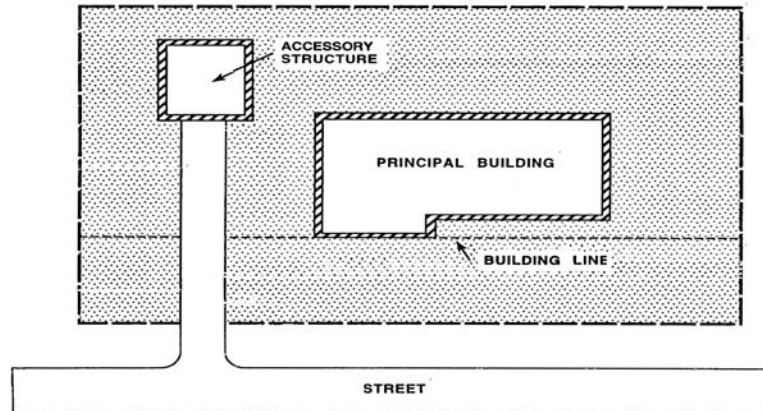 ACCESSORY
STRUCTURE
PRINCIPAL BUILDING
BUILDING LINE
STREET